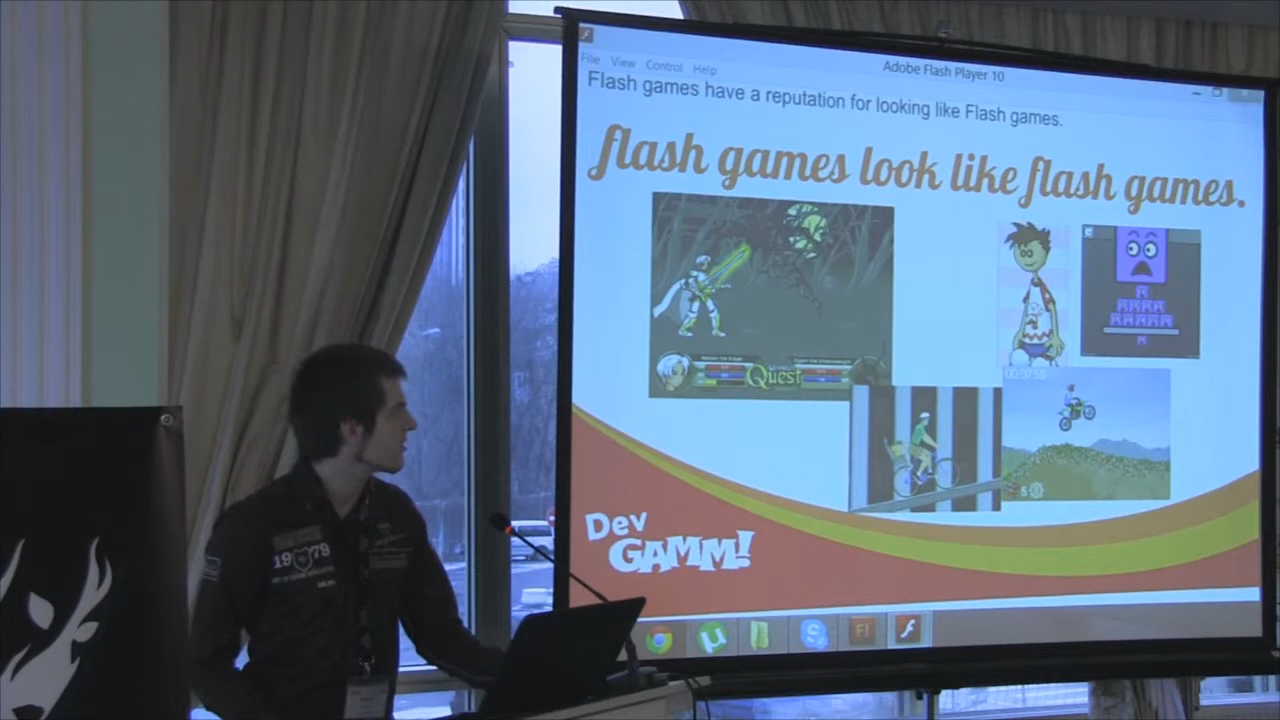 Adobe Flash Player 10
File View Control Help
Flash games have a reputation for looking like Flash games.
flash games look like flash games.
Quest
Dev
GAMM!
Fl
1979